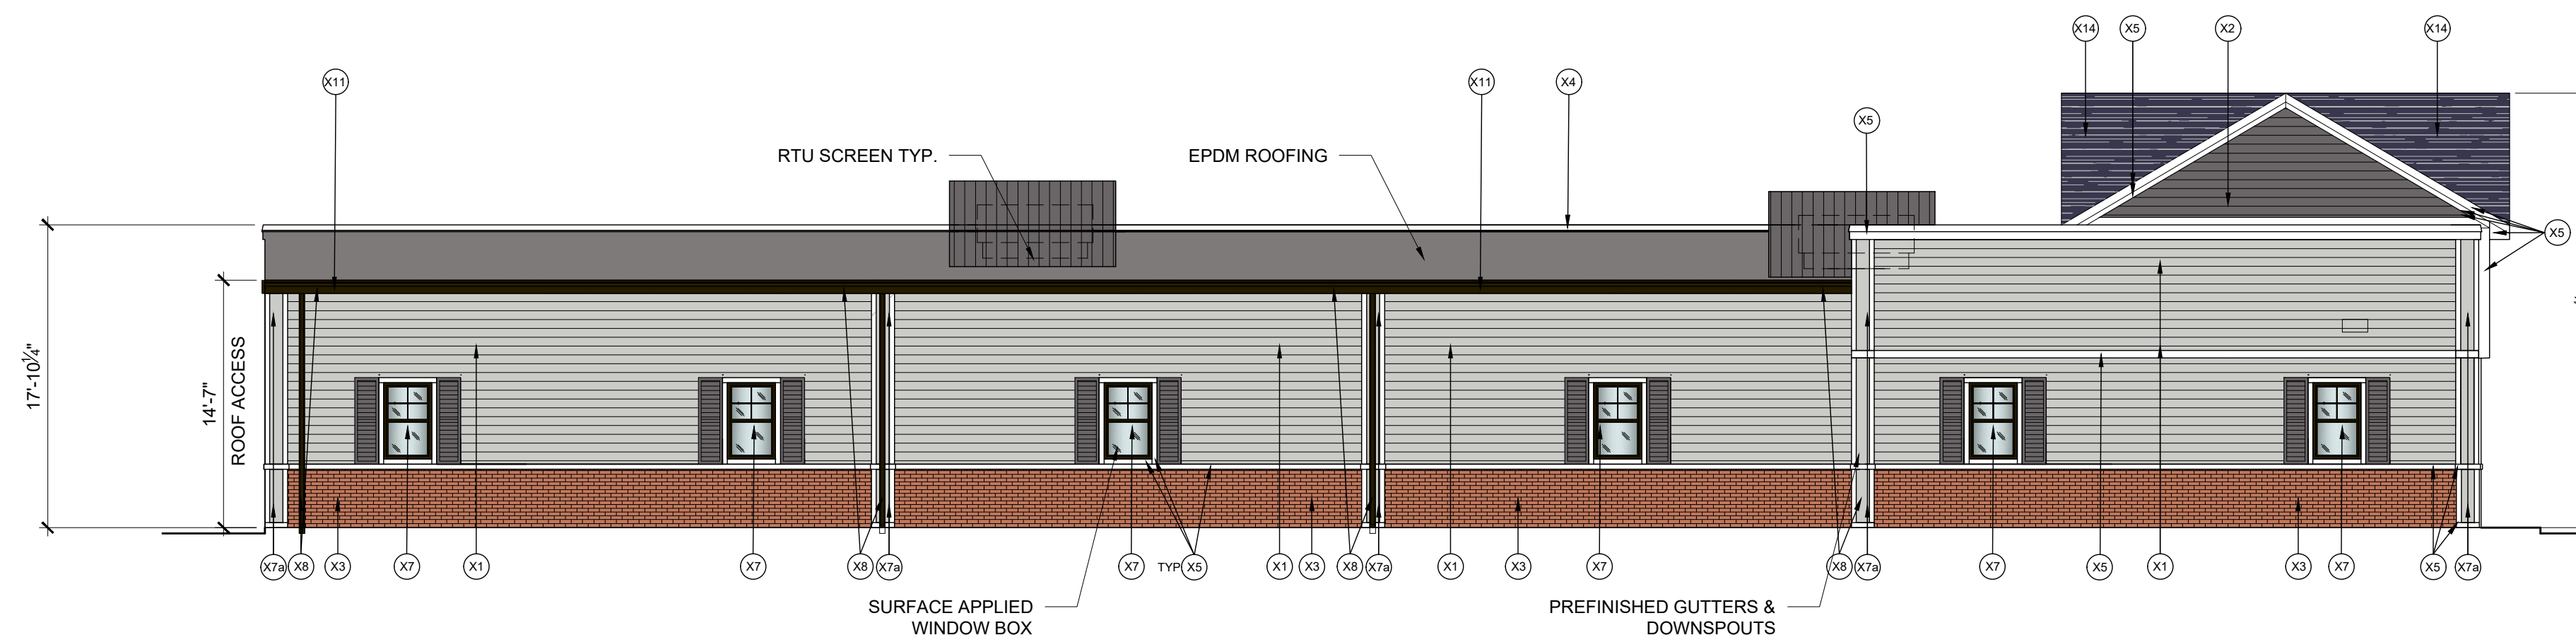 X14
X5
X2
X14
X11
X11
X4
X5
RTU SCREEN TYP.
EPDM ROOFING
X5
17'-10¼"
14'-7"
ROOF ACCESS
X7a
X8
X3
X7
X1
X7
X8
X7a
X7
TYP
X5
X1
X3
X8
X7a
X1
X3
X7
X8
X7a
X7
X5
X1
X3
X7
X5
X7a
SURFACE APPLIED
WINDOW BOX
PREFINISHED GUTTERS &
DOWNSPOUTS